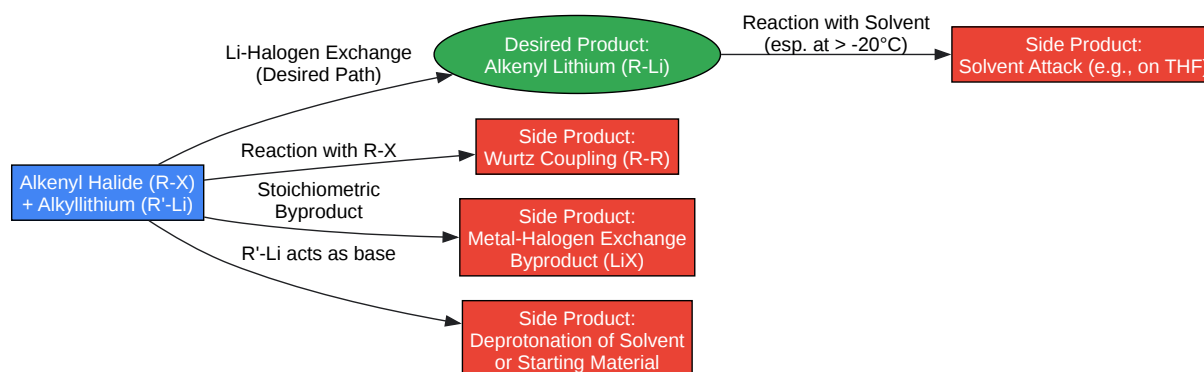 Reaction with Solvent
(esp. at > -20°C)
Li-Halogen Exchange
(Desired Path)
Desired Product:
Alkenyl Lithium (R-Li)
Side Product:
Solvent Attack (e.g., on THF)
Reaction with R-X
Side Product:
Wurtz Coupling (R-R)
Alkenyl Halide (R-X)
+ Alkyllithium (R'-Li)
Stoichiometric
Byproduct
Side Product:
Metal-Halogen Exchange
Byproduct (LiX)
R'-Li acts as base
Side Product:
Deprotonation of Solvent
or Starting Material